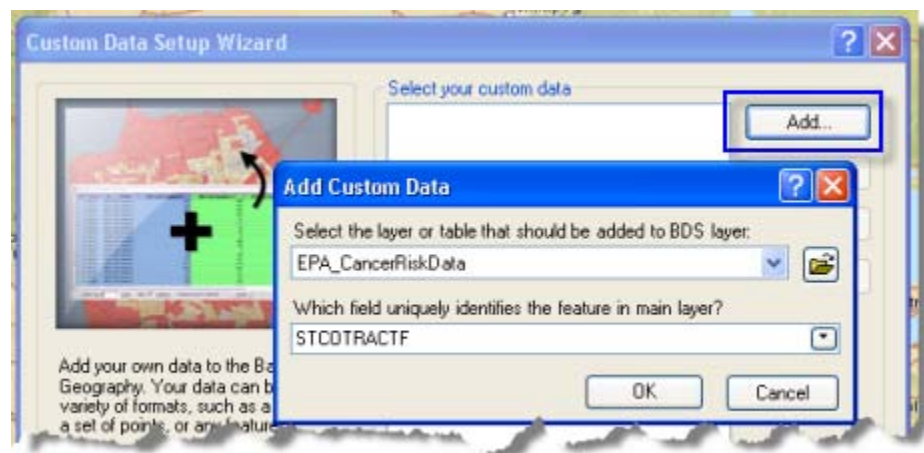 Custom Data Setup Wizard
Select your custom data
Add...
Add Custom Data
Select the layer or table that should be added to BDS layer:
EPA_CancerRiskData
Which field uniquely identifies the feature in main layer?
STCOTRACTF
OK
Cancel
Add your own data to the
Geography. Your data can
variety of formats, such as a
a set of points, or any feature